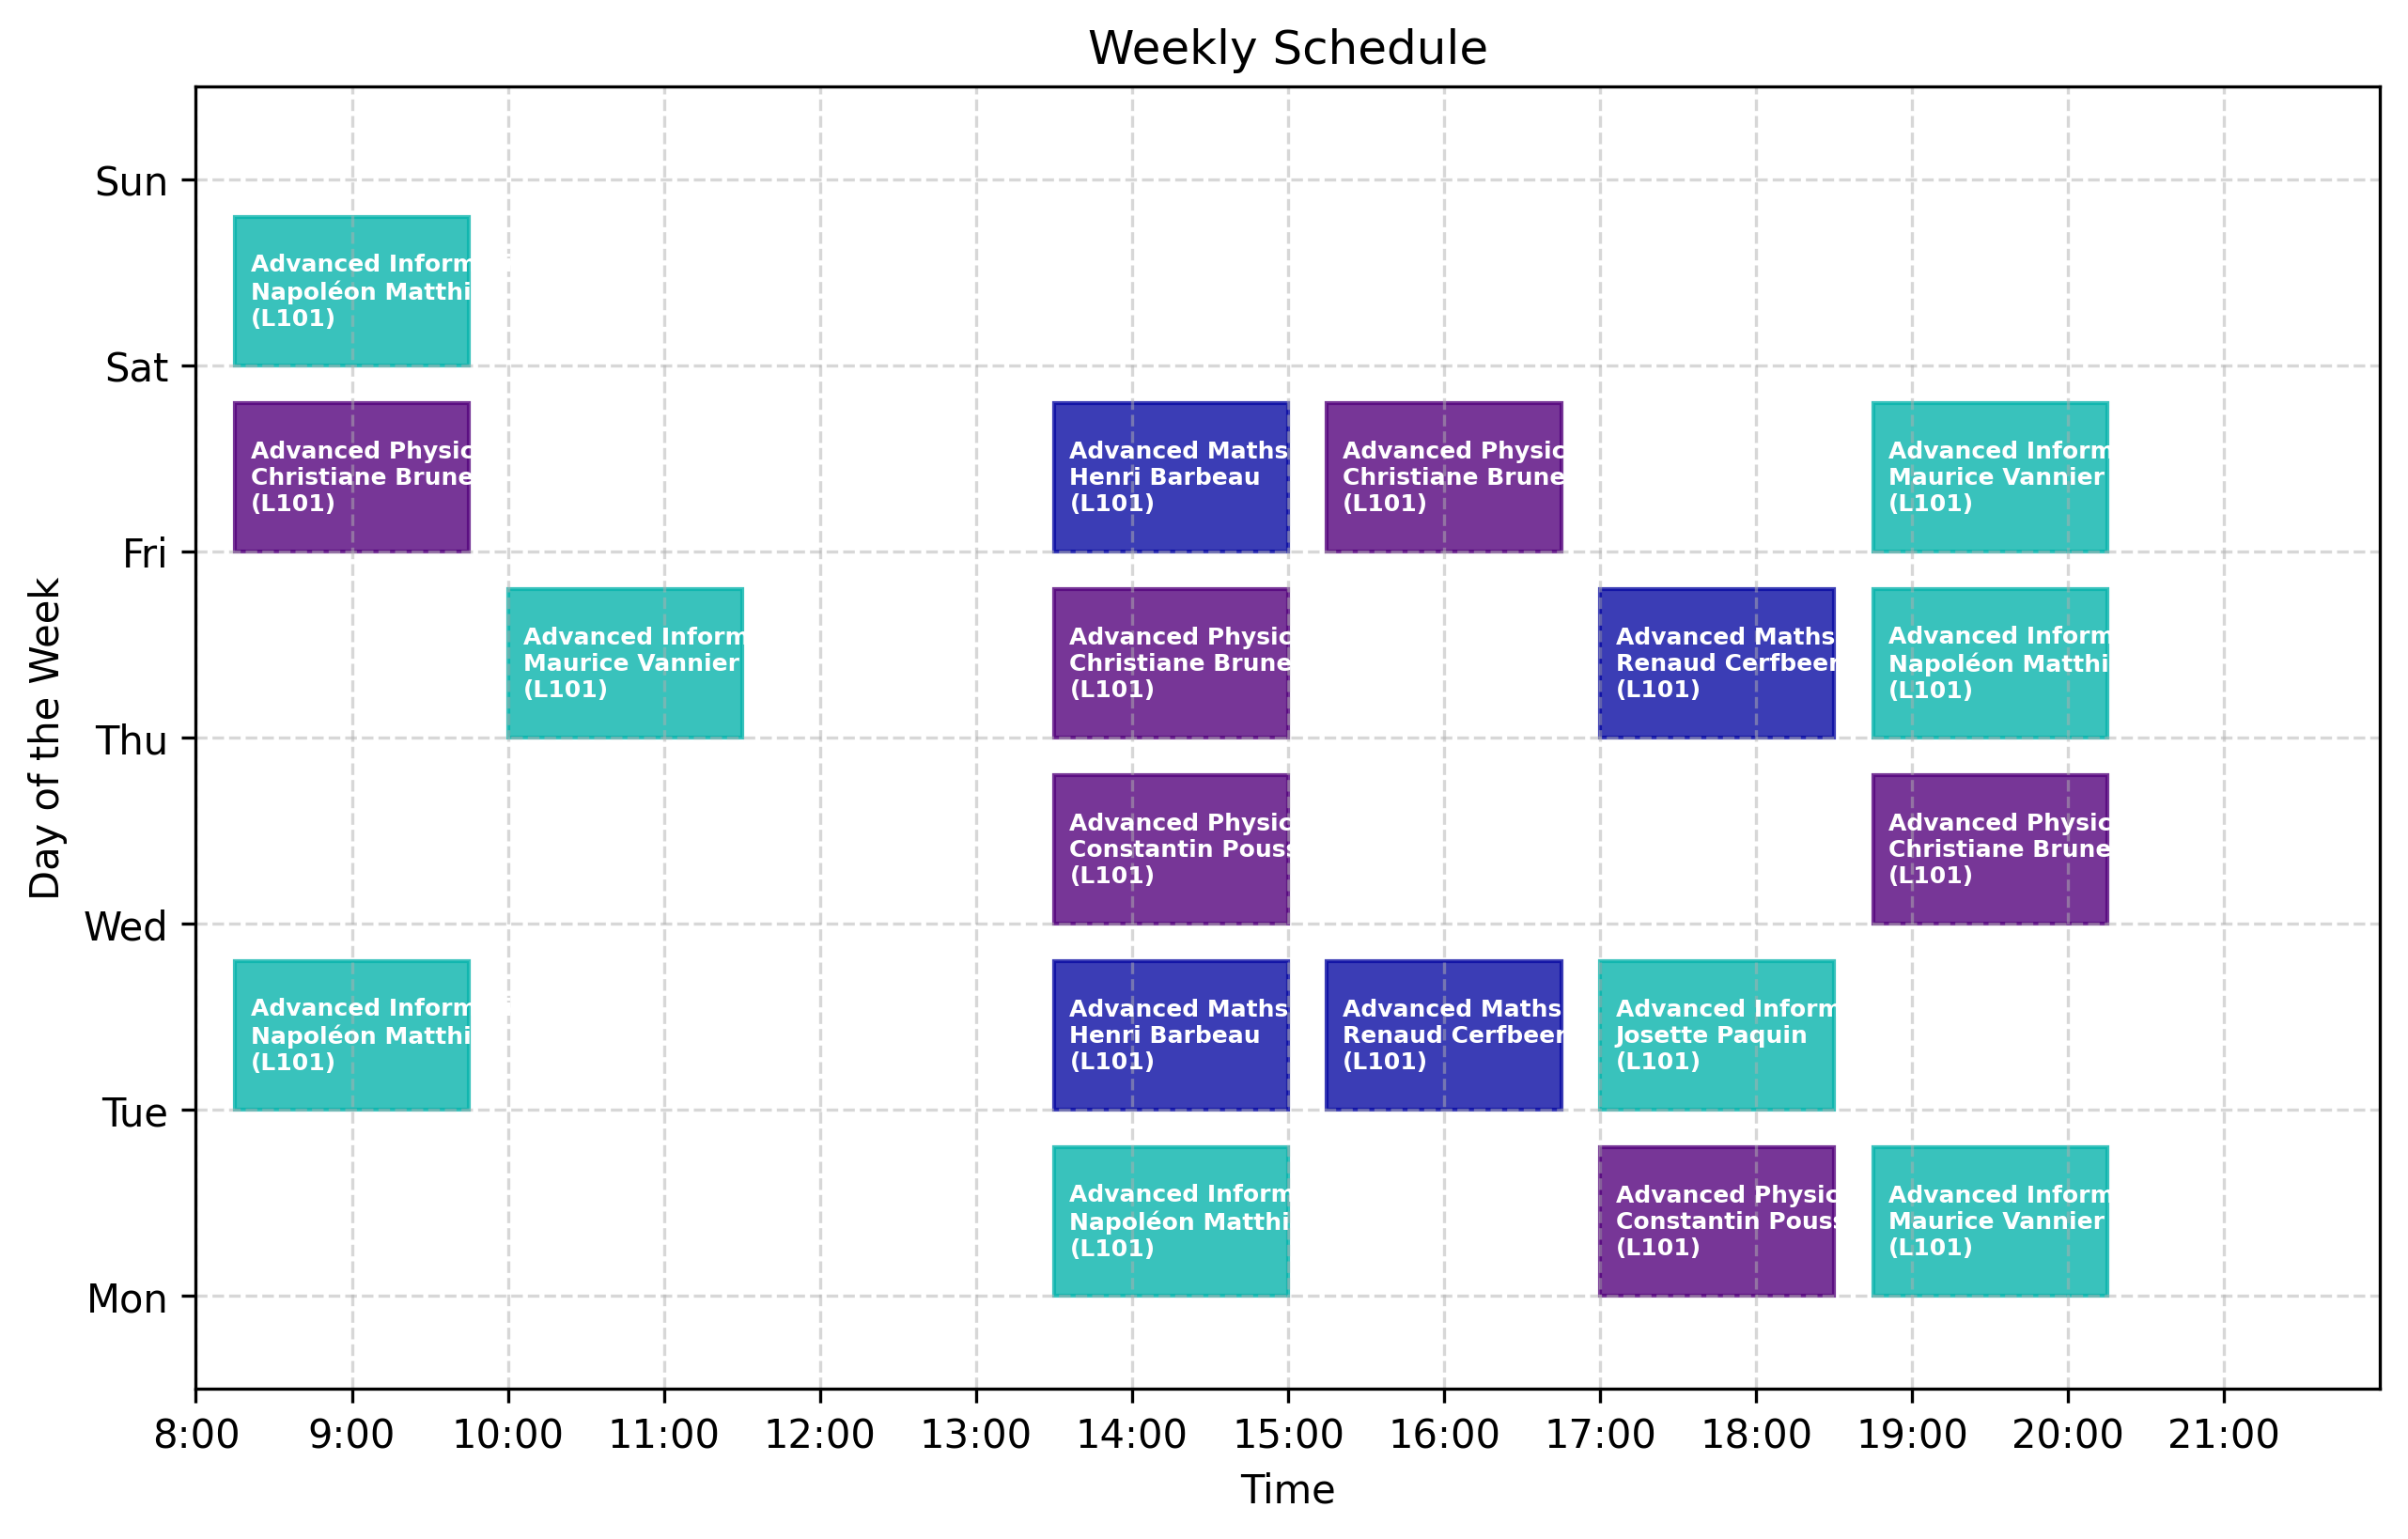 Weekly Schedule
Sun
Advanced Inform
Napoléon Matthi
(L101)
Sat
Advanced Physic
Christiane Brune
(L101)
Advanced Maths
Henri Barbeau
(L101)
Advanced Physic
Christiane Brune
(L101)
Advanced Inform
Maurice Vannier
(L101)
Fri
Advanced Inform
Maurice Vannier
(L101)
Advanced Physic
Christiane Brune
(L101)
Advanced Maths
Renaud Cerfbeer
(L101)
Advanced Inform
Napoléon Matthi
(L101)
Thu
Advanced Physic
Constantin Pouss
(L101)
Advanced Physic
Christiane Brune
(L101)
Wed
Advanced Inform
Napoléon Matthi
(L101)
Advanced Maths
Henri Barbeau
(L101)
Advanced Maths
Renaud Cerfbeer
(L101)
Advanced Inform
Josette Paquin
(L101)
Tue
Advanced Inform
Napoléon Matthi
(L101)
Advanced Physic
Constantin Pouss
(L101)
Advanced Inform
Maurice Vannier
(L101)
Mon
Day of the Week
8:00 9:00 10:00 11:00 12:00 13:00 14:00 15:00 16:00 17:00 18:00 19:00 20:00 21:00
Time